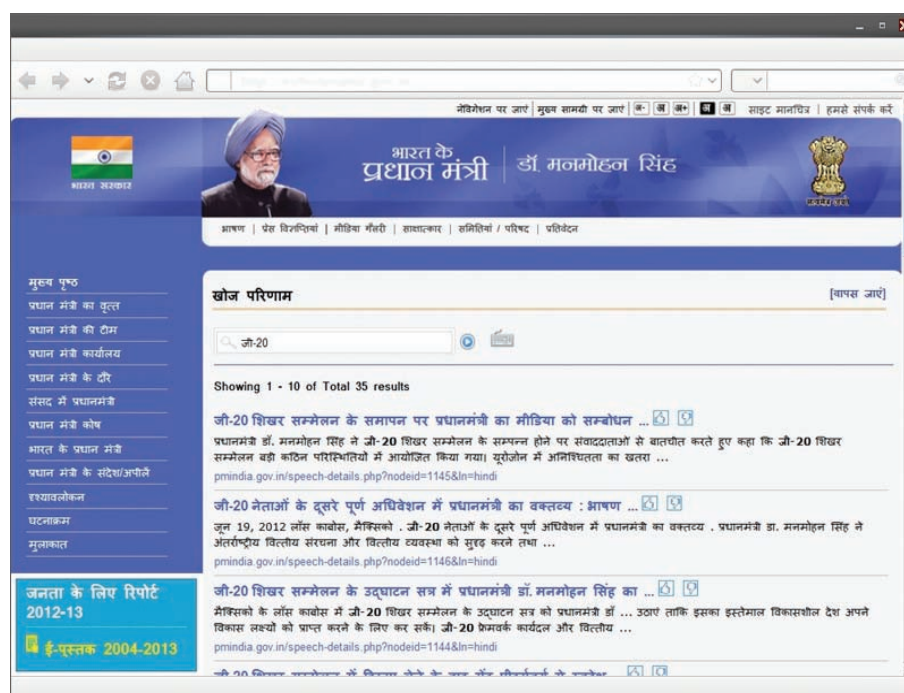 नेविगेशन पर जाएं | मुख्य सामग्री पर जाएं | अ- अ अ+ | अ अ साइट मानचित्र | हमसे संपर्क करें
भारत सरकार
भारत के
प्रधान मंत्री
डॉ. मनमोहन सिंह
सत्यमेव जयते
भाषण | प्रेस विज्ञप्तियां | मीडिया गैलरी | साक्षात्कार | समितियां / परिषद | प्रतिवेदन
मुख्य पृष्ठ
प्रधान मंत्री का वृत्त
प्रधान मंत्री की टीम
प्रधान मंत्री कार्यालय
प्रधान मंत्री के दौरे
संसद में प्रधानमंत्री
प्रधान मंत्री कोष
भारत के प्रधान मंत्री
प्रधान मंत्री के संदेश/अपीलें
दृश्यावलोकन
घटनाक्रम
मुलाकात
जनता के लिए रिपोर्ट
2012-13
ई-पुस्तक 2004-2013
खोज परिणाम
[वापस जाएं]
जी-20
Showing 1 - 10 of Total 35 results
जी-20 शिखर सम्मेलन के समापन पर प्रधानमंत्री का मीडिया को सम्बोधन ...
प्रधानमंत्री डॉ. मनमोहन सिंह ने जी-20 शिखर सम्मेलन के सम्पन्न होने पर संवाददाताओं से बातचीत करते हुए कहा कि जी-20 शिखर
सम्मेलन बड़ी कठिन परिस्थितियों में आयोजित किया गया। यूरोज़ोन में अनिश्चितता का खतरा ...
pmindia.gov.in/speech-details.php?nodeid=1145&ln=hindi
जी-20 नेताओं के दूसरे पूर्ण अधिवेशन में प्रधानमंत्री का वक्तव्य : भाषण ...
जून 19, 2012 लॉस काबोस, मैक्सिको . जी-20 नेताओं के दूसरे पूर्ण अधिवेशन में प्रधानमंत्री का वक्तव्य . प्रधानमंत्री डा. मनमोहन सिंह ने
अंतर्राष्ट्रीय वित्तीय संरचना और वित्तीय व्यवस्था को सुदृढ़ करने तथा ...
pmindia.gov.in/speech-details.php?nodeid=1146&ln=hindi
जी-20 शिखर सम्मेलन के उद्घाटन सत्र में प्रधानमंत्री डॉ. मनमोहन सिंह का ...
मैक्सिको के लॉस काबोस में जी-20 शिखर सम्मेलन के उद्घाटन सत्र को प्रधानमंत्री डॉ ... उठाएं ताकि इसका इस्तेमाल विकासशील देश अपने
विकास लक्ष्यों को प्राप्त करने के लिए कर सकें। जी-20 फ्रेमवर्क कार्यदल और वित्तीय ...
pmindia.gov.in/speech-details.php?nodeid=1144&ln=hindi